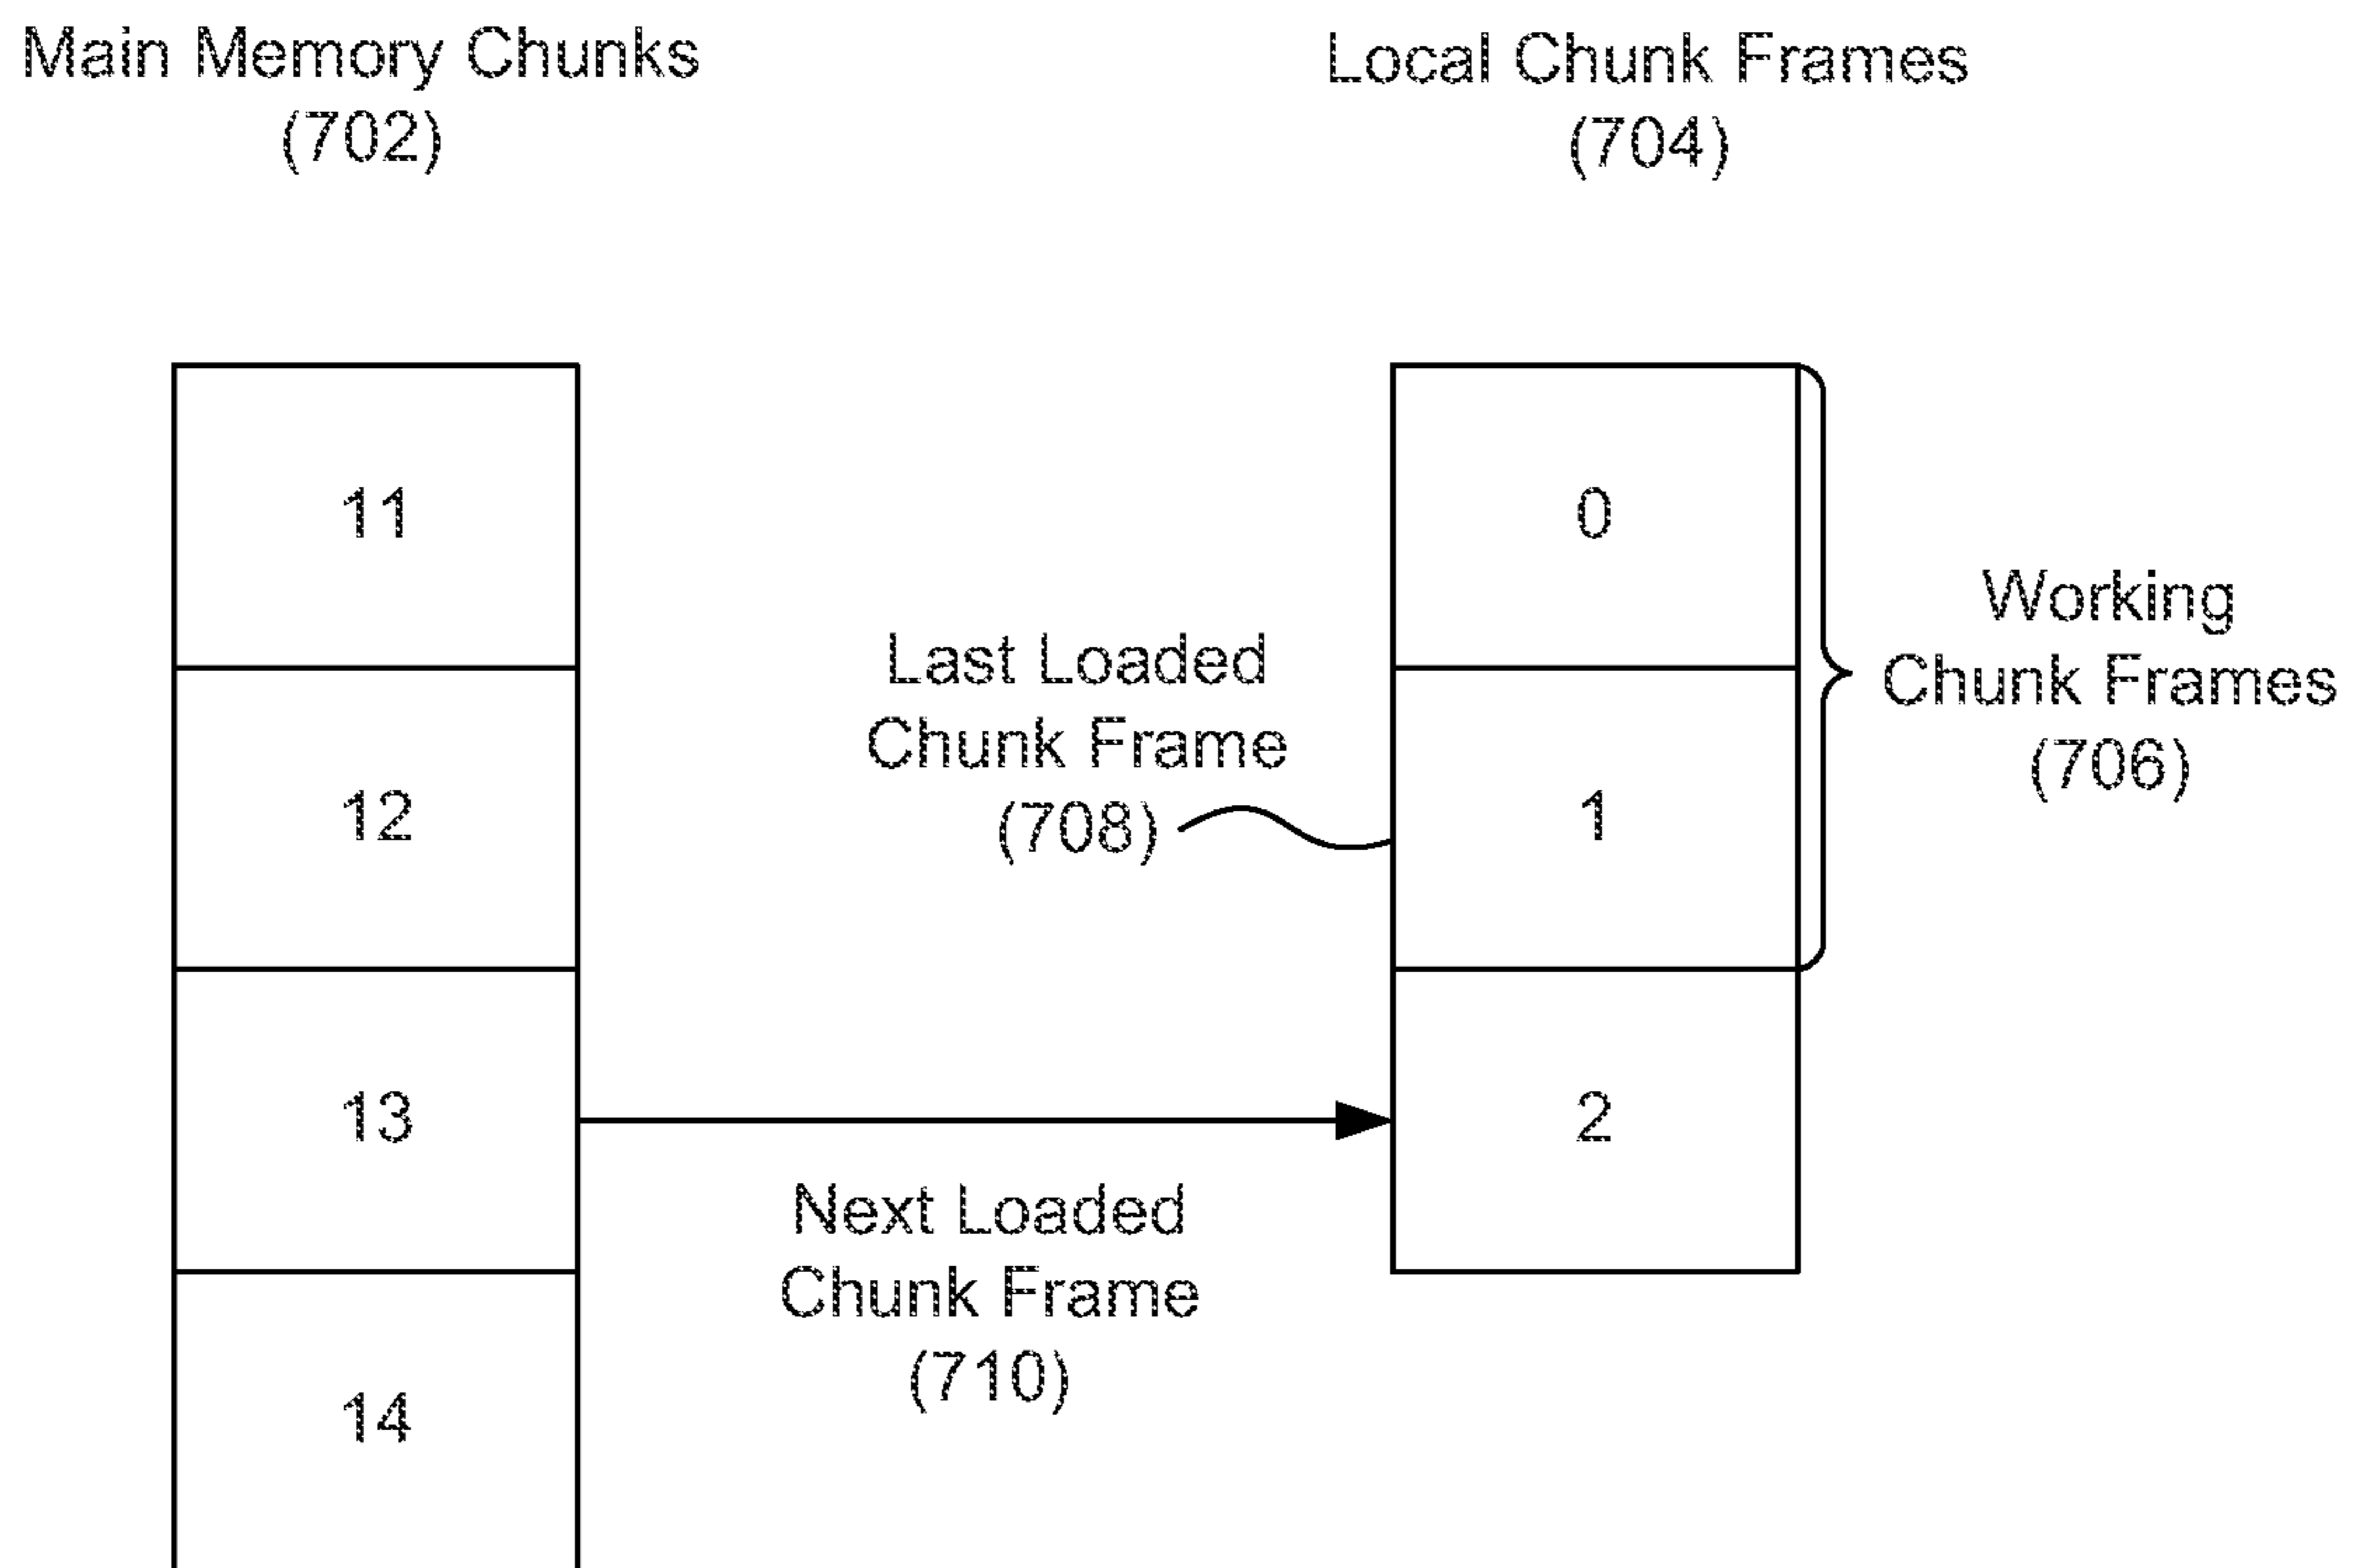 Main Memory Chunks
(702)
Local Chunk Frames
(704)
11
12
13
14
Last Loaded
Chunk Frame
(708)
Next Loaded
Chunk Frame
(710)
0
1
2
Working
Chunk Frames
(706)